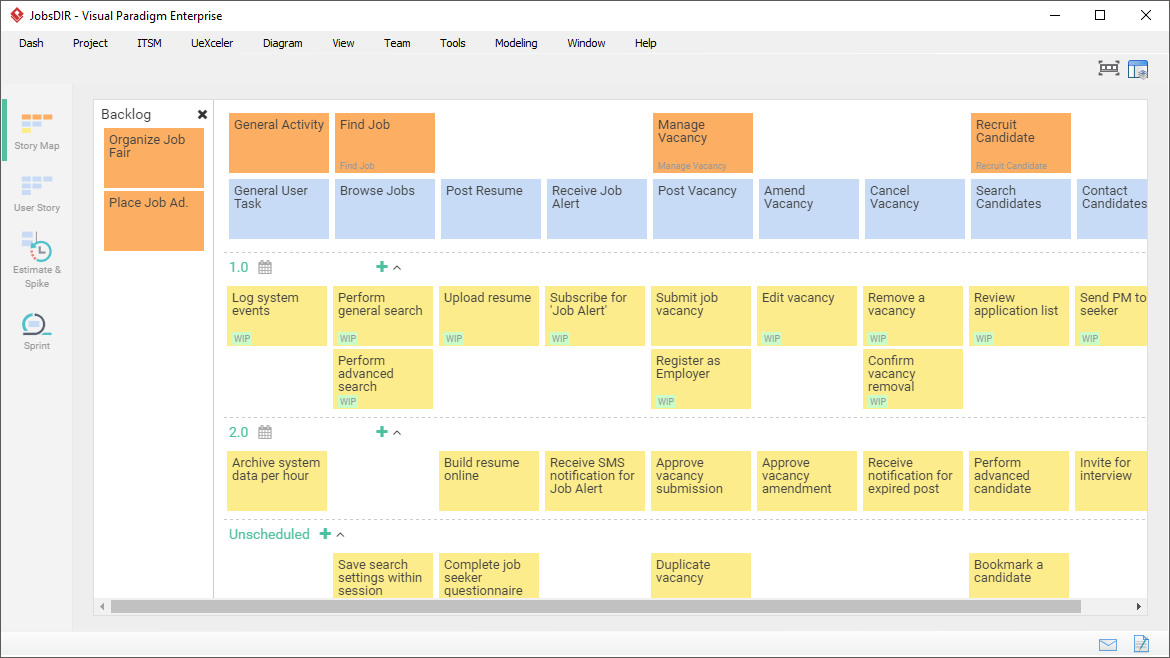 JobsDIR - Visual Paradigm Enterprise
Dash Project ITSM UeXceler Diagram View Team Tools Modeling Window Help
Story Map
User Story
Estimate &
Spike
Sprint
Backlog
Organize Job
Fair
Place Job Ad.
General Activity
Find Job
Find Job
Manage
Vacancy
Manage Vacancy
Recruit
Candidate
Recruit Candidate
General User
Task
Browse Jobs
Post Resume
Receive Job
Alert
Post Vacancy
Amend
Vacancy
Cancel
Vacancy
Search
Candidates
Contact
Candidates
1.0
Log system
events
WIP
Perform
general search
WIP
Upload resume
WIP
Subscribe for
'Job Alert'
WIP
Submit job
vacancy
Edit vacancy
WIP
Remove a
vacancy
WIP
Review
application list
WIP
Send PM to
seeker
WIP
Perform
advanced
search
WIP
Register as
Employer
WIP
Confirm
vacancy
removal
WIP
2.0
Archive system
data per hour
Build resume
online
Receive SMS
notification for
Job Alert
Approve
vacancy
submission
Approve
vacancy
amendment
Receive
notification for
expired post
Perform
advanced
candidate
Invite for
interview
Unscheduled
Save search
settings within
session
Complete job
seeker
questionnaire
Duplicate
vacancy
Bookmark a
candidate